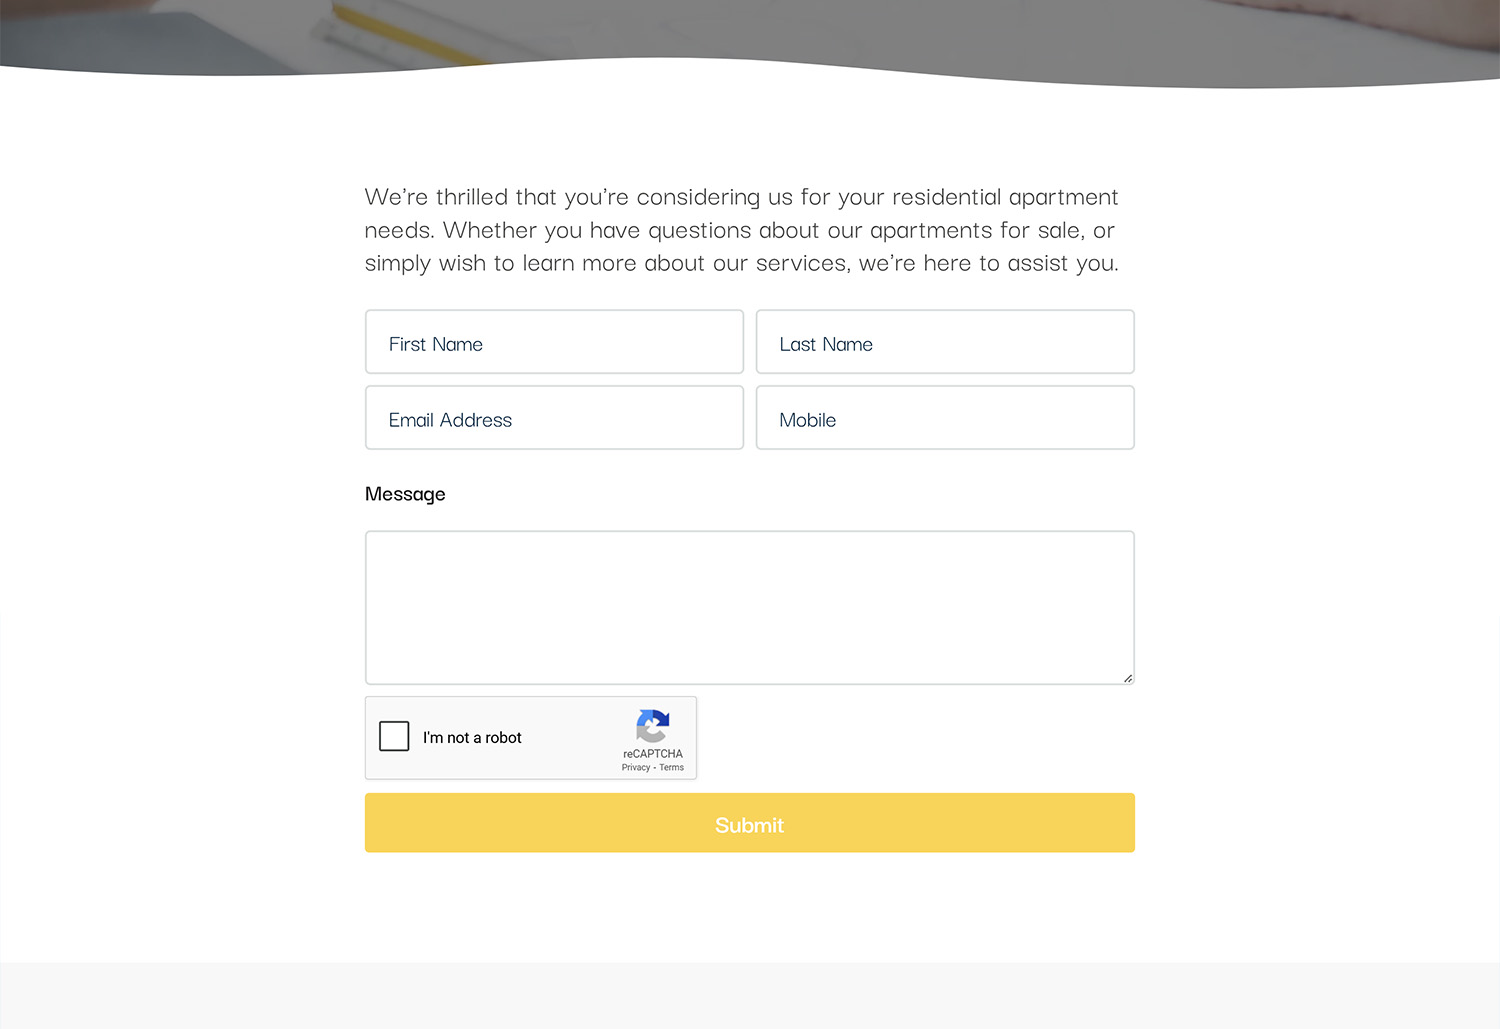 We're thrilled that you're considering us for your residential apartment
needs. Whether you have questions about our apartments for sale, or
simply wish to learn more about our services, we're here to assist you.
First Name
Last Name
Email Address
Mobile
Message
I'm not a robot
reCAPTCHA
Privacy - Terms
Submit